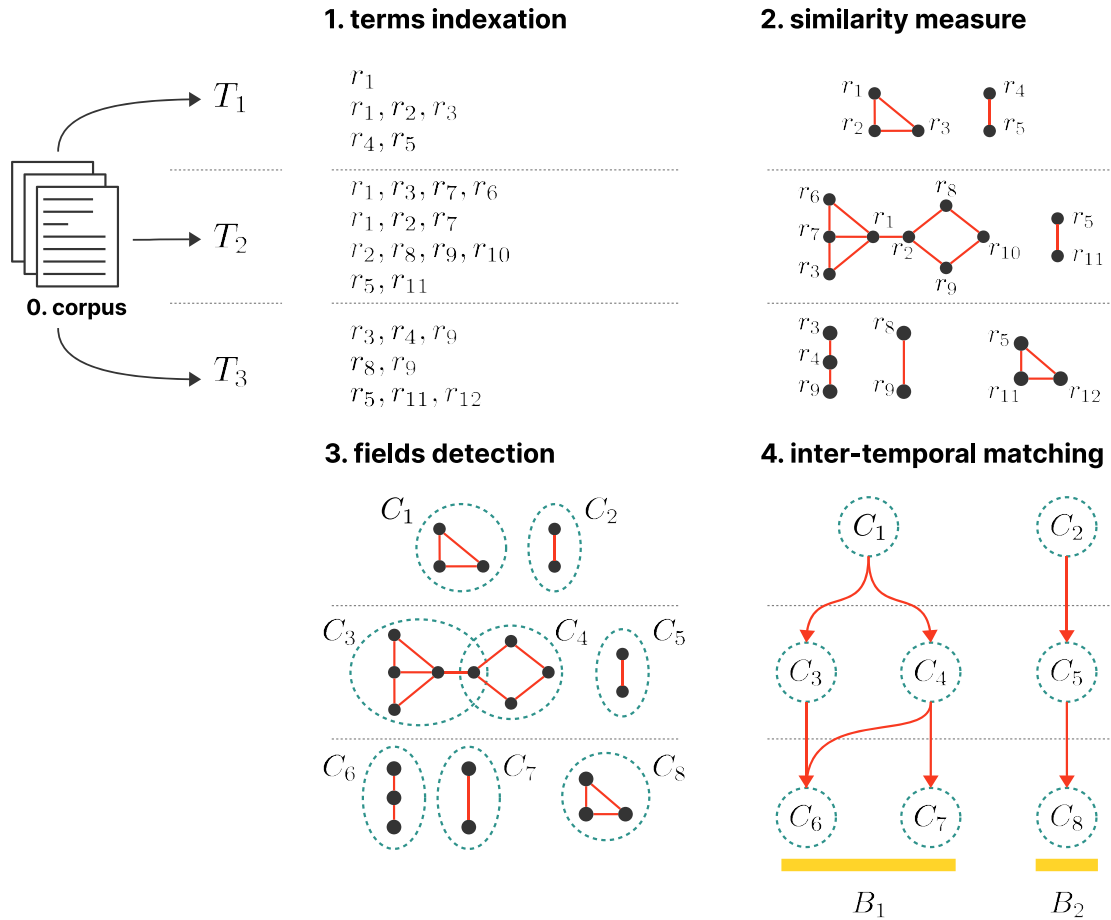 1. terms indexation
2. similarity measure
0. corpus
T₁
r₁
r₁, r₂, r₃
r₄, r₅
r₁
r₂
r₃
r₄
r₅
T₂
r₁, r₃, r₇, r₆
r₁, r₂, r₇
r₂, r₈, r₉, r₁₀
r₅, r₁₁
r₆
r₇
r₃
r₁
r₂
r₈
r₁₀
r₉
r₅
r₁₁
T₃
r₃, r₄, r₉
r₈, r₉
r₅, r₁₁, r₁₂
r₃
r₄
r₉
r₈
r₉
r₅
r₁₁
r₁₂
3. fields detection
C₁
C₂
C₃
C₄
C₅
C₆
C₇
C₈
4. inter-temporal matching
C₁
C₂
C₃
C₄
C₅
C₆
C₇
C₈
B₁
B₂